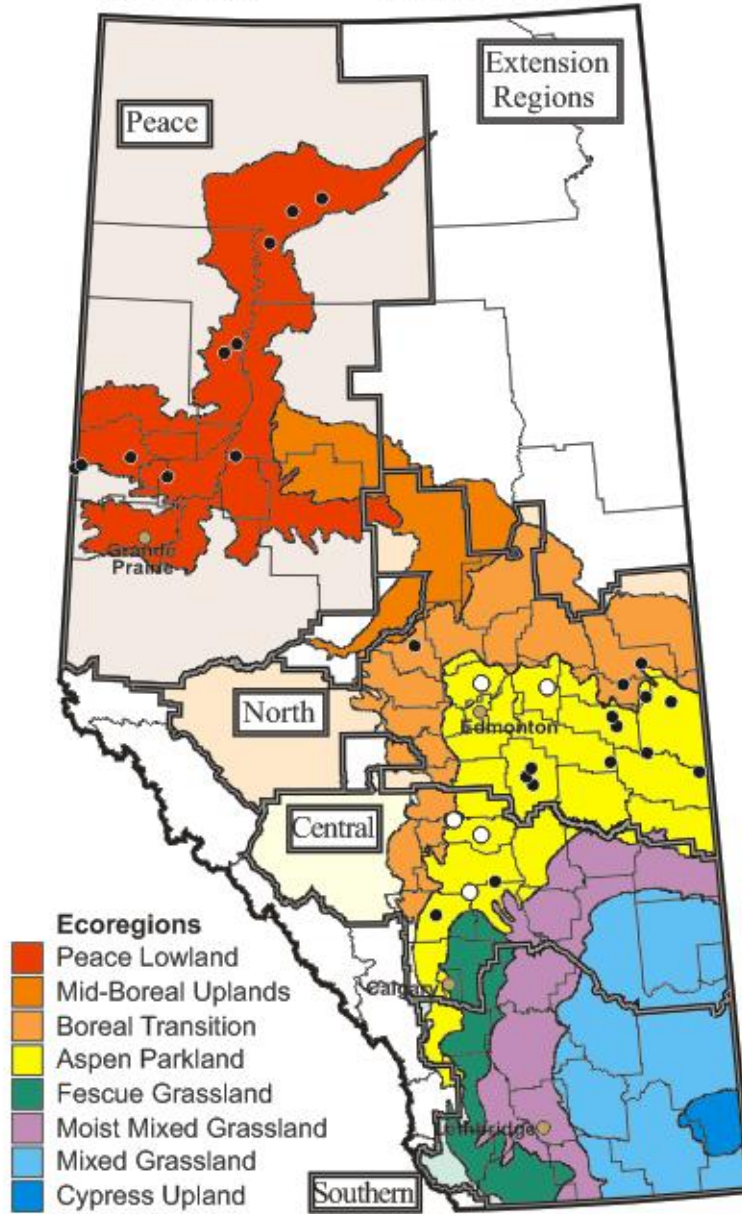 Extension
Regions
Peace
Grande
Prairie
North
Edmonton
Central
Calgary
Lethbridge
Southern
Ecoregions
Peace Lowland
Mid-Boreal Uplands
Boreal Transition
Aspen Parkland
Fescue Grassland
Moist Mixed Grassland
Mixed Grassland
Cypress Upland